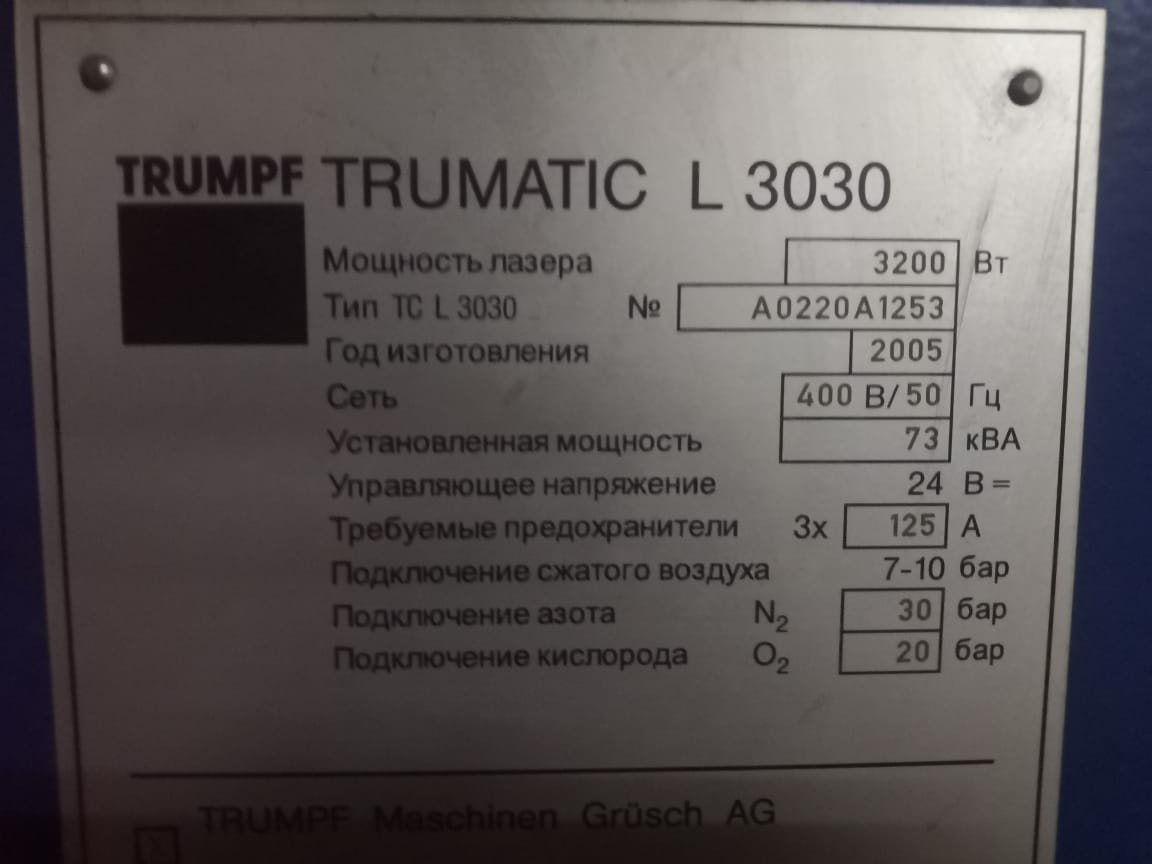 TRUMPF TRUMATIC L 3030
Мощность лазера 3200 Вт
Тип TC L 3030 № A0220A1253
Год изготовления 2005
Сеть 400 В/50 Гц
Установленная мощность 73 кВА
Управляющее напряжение 24 В =
Требуемые предохранители 3x 125 А
Подключение сжатого воздуха 7-10 бар
Подключение азота N₂ 30 бар
Подключение кислорода O₂ 20 бар
TRUMPF Maschinen Grüsch AG